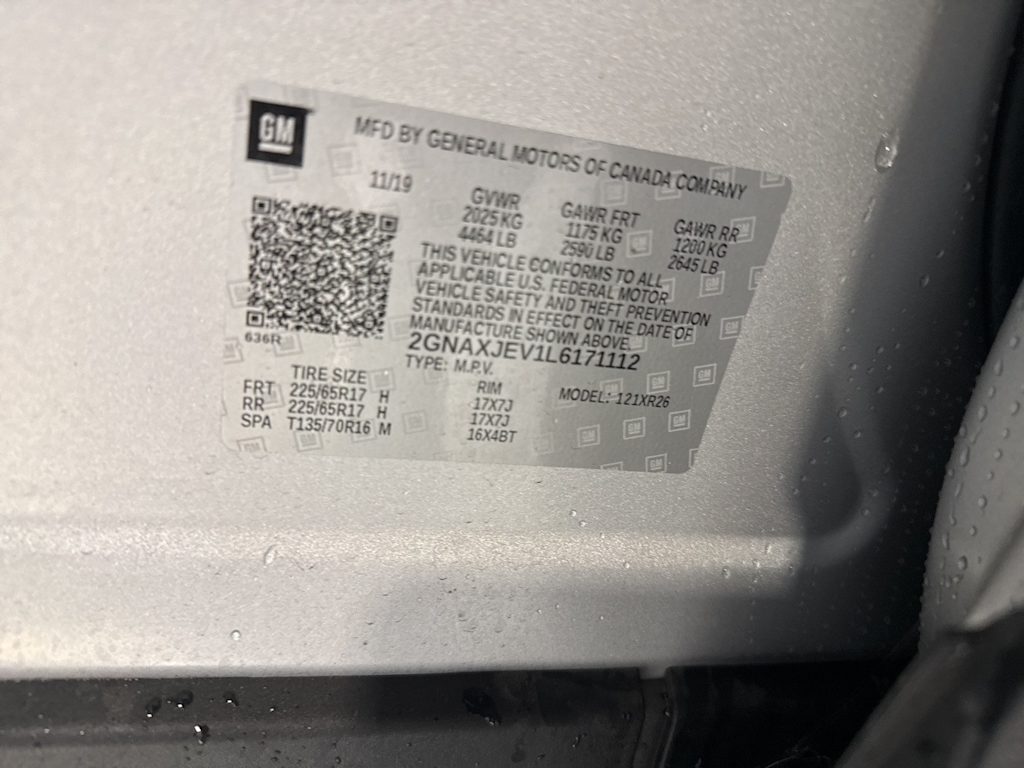 GM
MFD BY GENERAL MOTORS OF CANADA COMPANY
11/19
GVWR GAWR FRT GAWR RR
2025 KG 1175 KG 1200 KG
4464 LB 2590 LB 2645 LB
THIS VEHICLE CONFORMS TO ALL
APPLICABLE U.S. FEDERAL MOTOR
VEHICLE SAFETY AND THEFT PREVENTION
STANDARDS IN EFFECT ON THE DATE OF
MANUFACTURE SHOWN ABOVE.
636R
2GNAXJEV1L6171112
TYPE: M.P.V.
TIRE SIZE RIM MODEL: 121XR26
FRT 225/65R17 H 17X7J
RR 225/65R17 H 17X7J
SPA T135/70R16 M 16X4BT